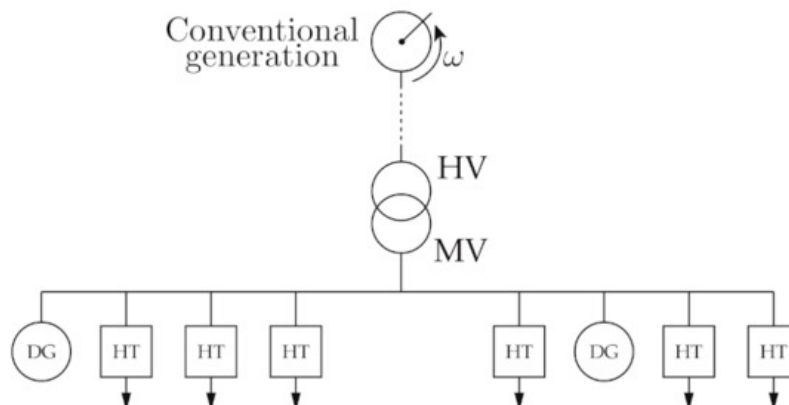 Conventional
generation
ω
HV
MV
DG HT HT HT HT DG HT HT